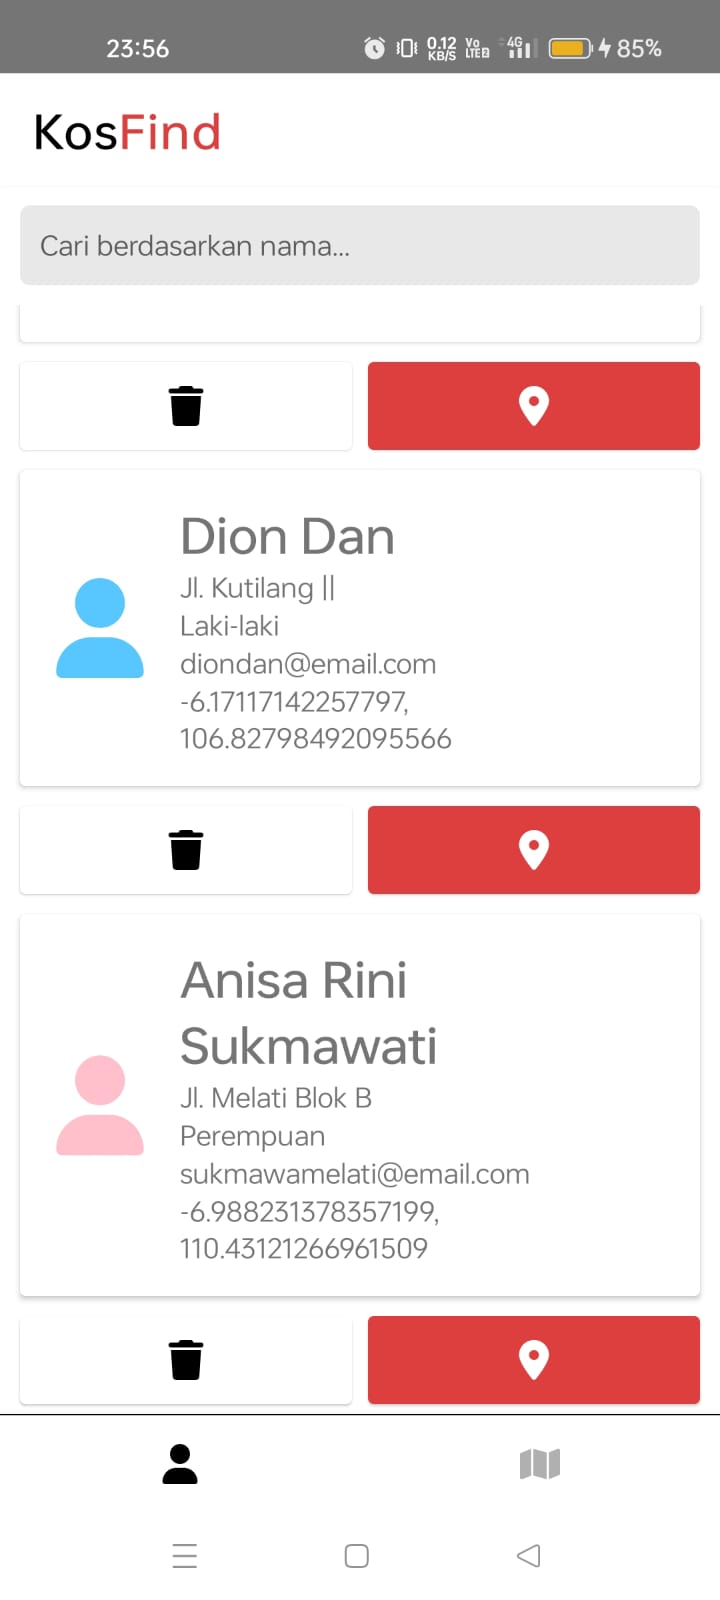 23:56
0.12 KB/S
Vo LTE 2
4G
85%
KosFind
Cari berdasarkan nama...
Dion Dan
Jl. Kutilang ||
Laki-laki
diondan@email.com
-6.17117142257797,
106.82798492095566
Anisa Rini
Sukmawati
Jl. Melati Blok B
Perempuan
sukmawamelati@email.com
-6.988231378357199,
110.43121266961509